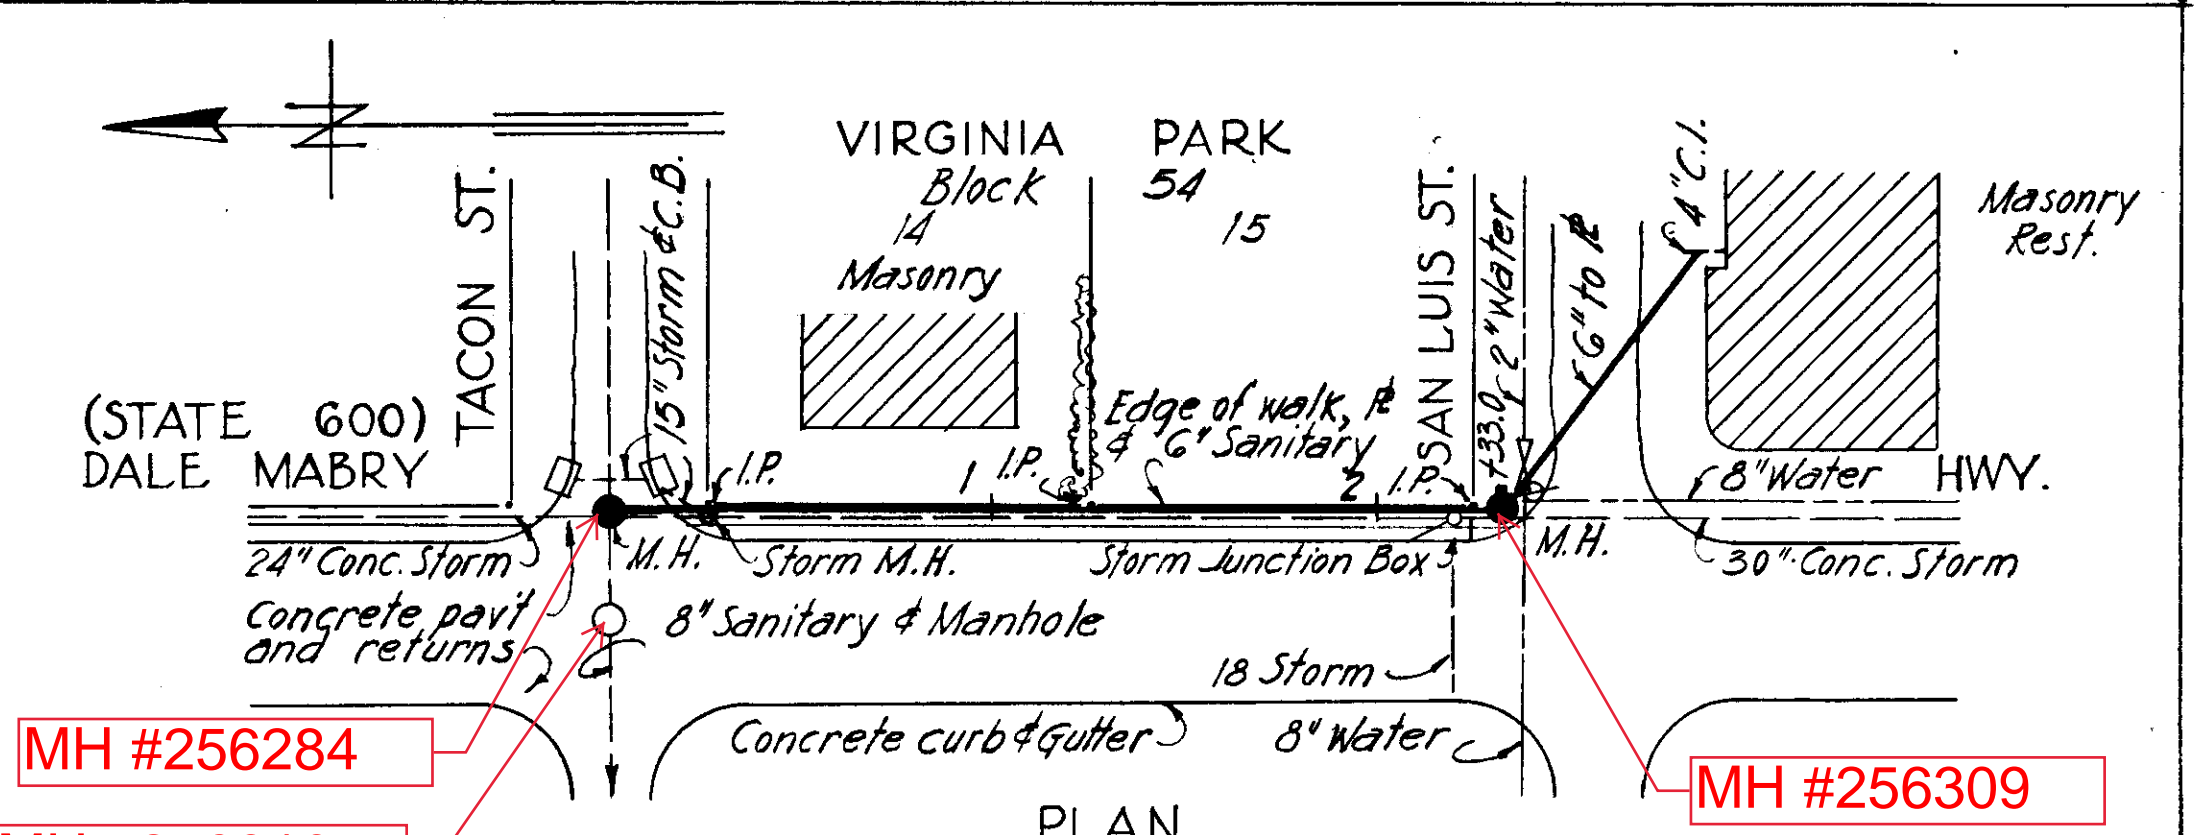 VIRGINIA PARK
Block 54
14 15
Masonry
TACON ST.
15" Storm & C.B.
SAN LUIS ST.
+33.0
2" Water
6" to ⅊
4" C.I.
Masonry
Rest.
(STATE 600)
DALE MABRY
HWY.
Edge of walk, ⅊
& 6" Sanitary
I.P.
1
I.P.
2
I.P.
8" Water
24" Conc. Storm
M.H.
Storm M.H.
Storm Junction Box
M.H.
30" Conc. Storm
Concrete pav't
and returns
8" Sanitary & Manhole
18 Storm
Concrete curb & Gutter
8" Water
MH #256284
MH #256309
PLAN